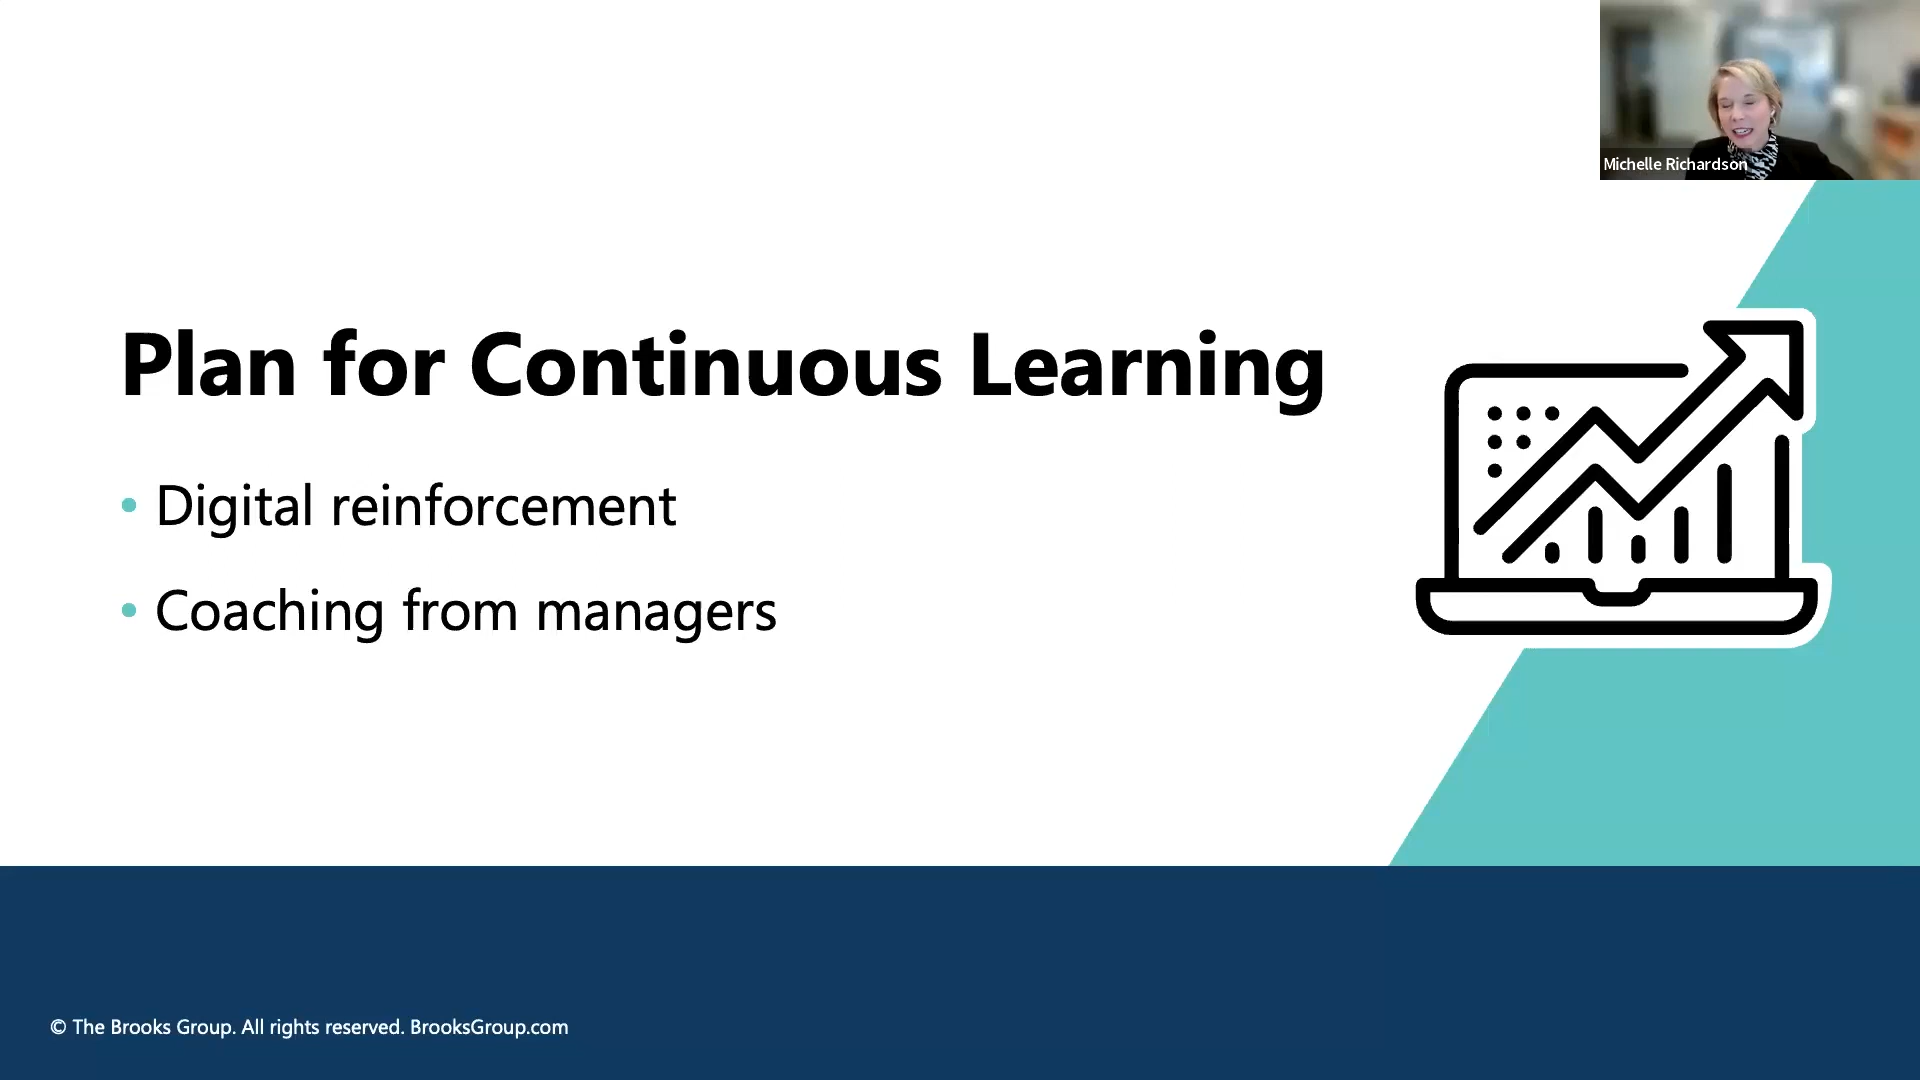 Michelle Richardson
Plan for Continuous Learning
• Digital reinforcement
• Coaching from managers
© The Brooks Group. All rights reserved. BrooksGroup.com